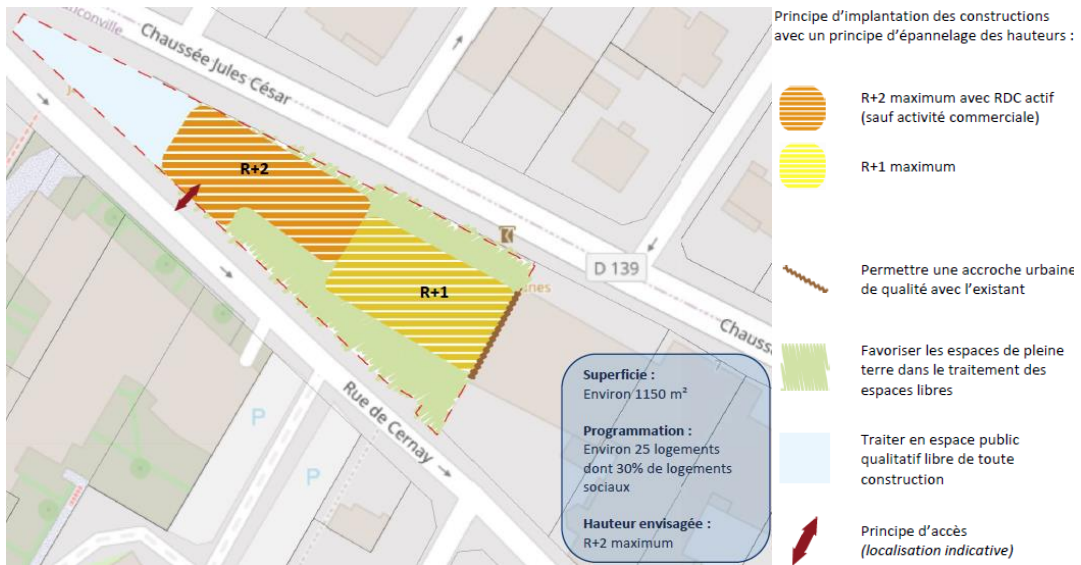 Principe d’implantation des constructions
avec un principe d’épannelage des hauteurs :
R+2 maximum avec RDC actif
(sauf activité commerciale)
R+1 maximum
Permettre une accroche urbaine
de qualité avec l’existant
Favoriser les espaces de pleine
terre dans le traitement des
espaces libres
Traiter en espace public
qualitatif libre de toute
construction
Principe d’accès
(localisation indicative)
Chaussée Jules César
R+2
R+1
D 139
Rue de Cernay
P
P
Superficie :
Environ 1150 m²
Programmation :
Environ 25 logements
dont 30% de logements
sociaux
Hauteur envisagée :
R+2 maximum